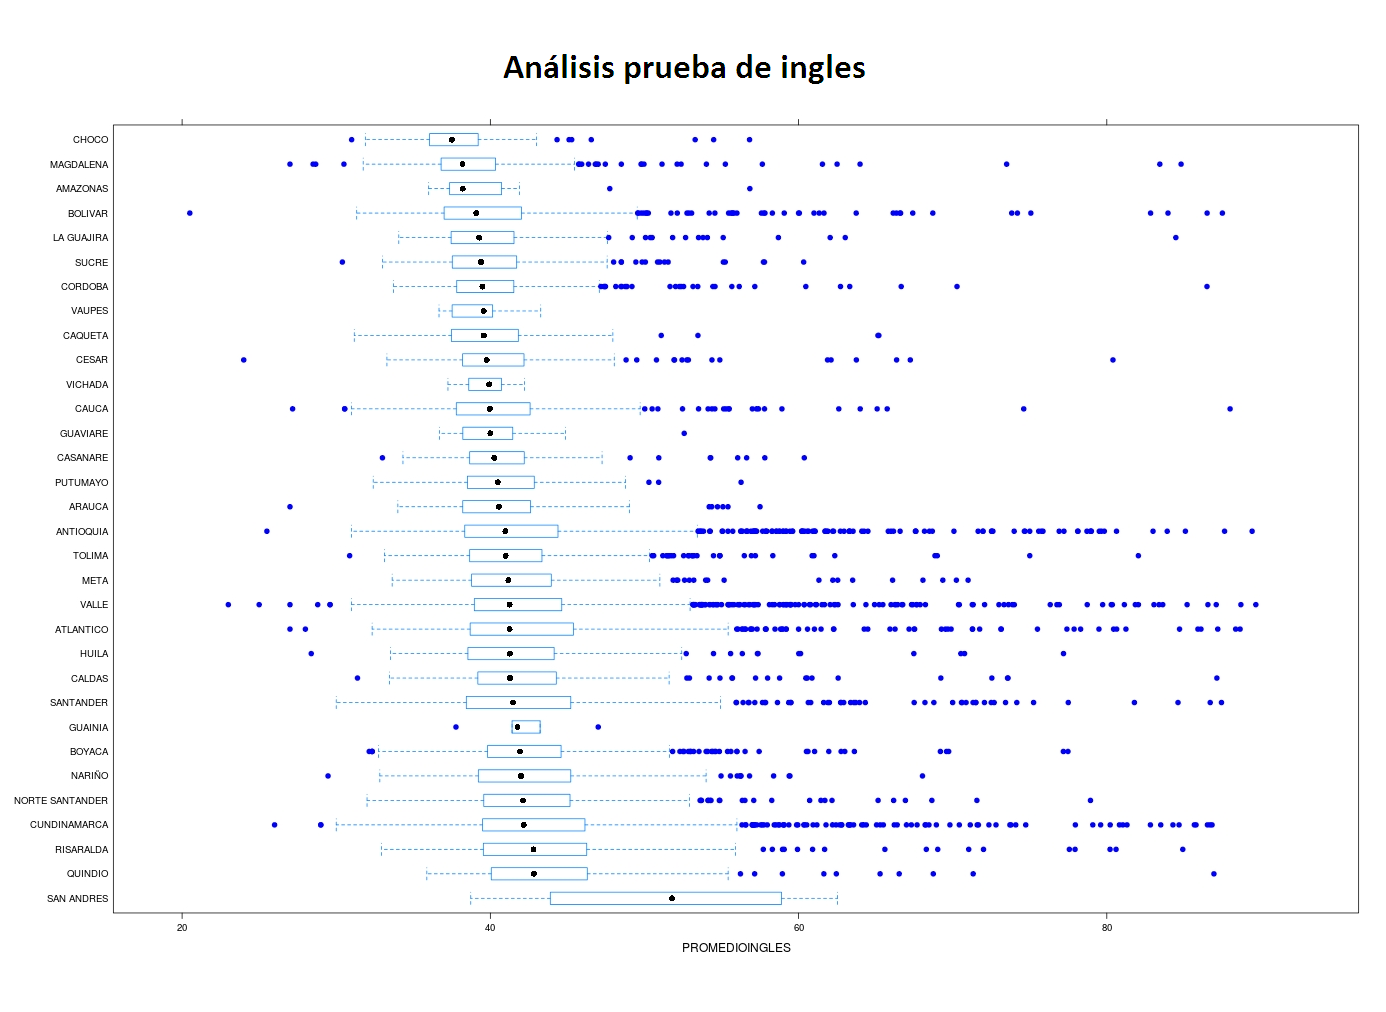 Análisis prueba de ingles
CHOCO
MAGDALENA
AMAZONAS
BOLIVAR
LA GUAJIRA
SUCRE
CORDOBA
VAUPES
CAQUETA
CESAR
VICHADA
CAUCA
GUAVIARE
CASANARE
PUTUMAYO
ARAUCA
ANTIOQUIA
TOLIMA
META
VALLE
ATLANTICO
HUILA
CALDAS
SANTANDER
GUAINIA
BOYACA
NARIÑO
NORTE SANTANDER
CUNDINAMARCA
RISARALDA
QUINDIO
SAN ANDRES
20 40 60 80
PROMEDIOINGLES